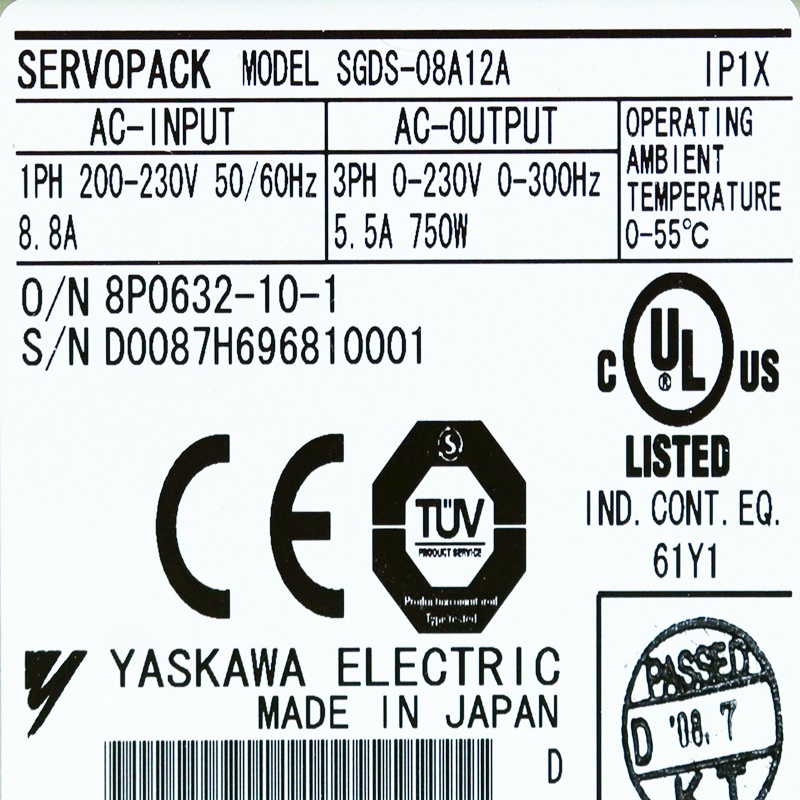 SERVOPACK MODEL SGDS-08A12A IP1X
AC-INPUT
1PH 200-230V 50/60Hz
8.8A
AC-OUTPUT
3PH 0-230V 0-300Hz
5.5A 750W
OPERATING
AMBIENT
TEMPERATURE
0-55℃
O/N 8P0632-10-1
S/N D0087H696810001
C UL ® US
LISTED
IND. CONT. EQ.
61Y1
CE
S
TÜV
PRODUCT SERVICE
Type tested
YASKAWA ELECTRIC
MADE IN JAPAN
D
PASSED
D '08.7